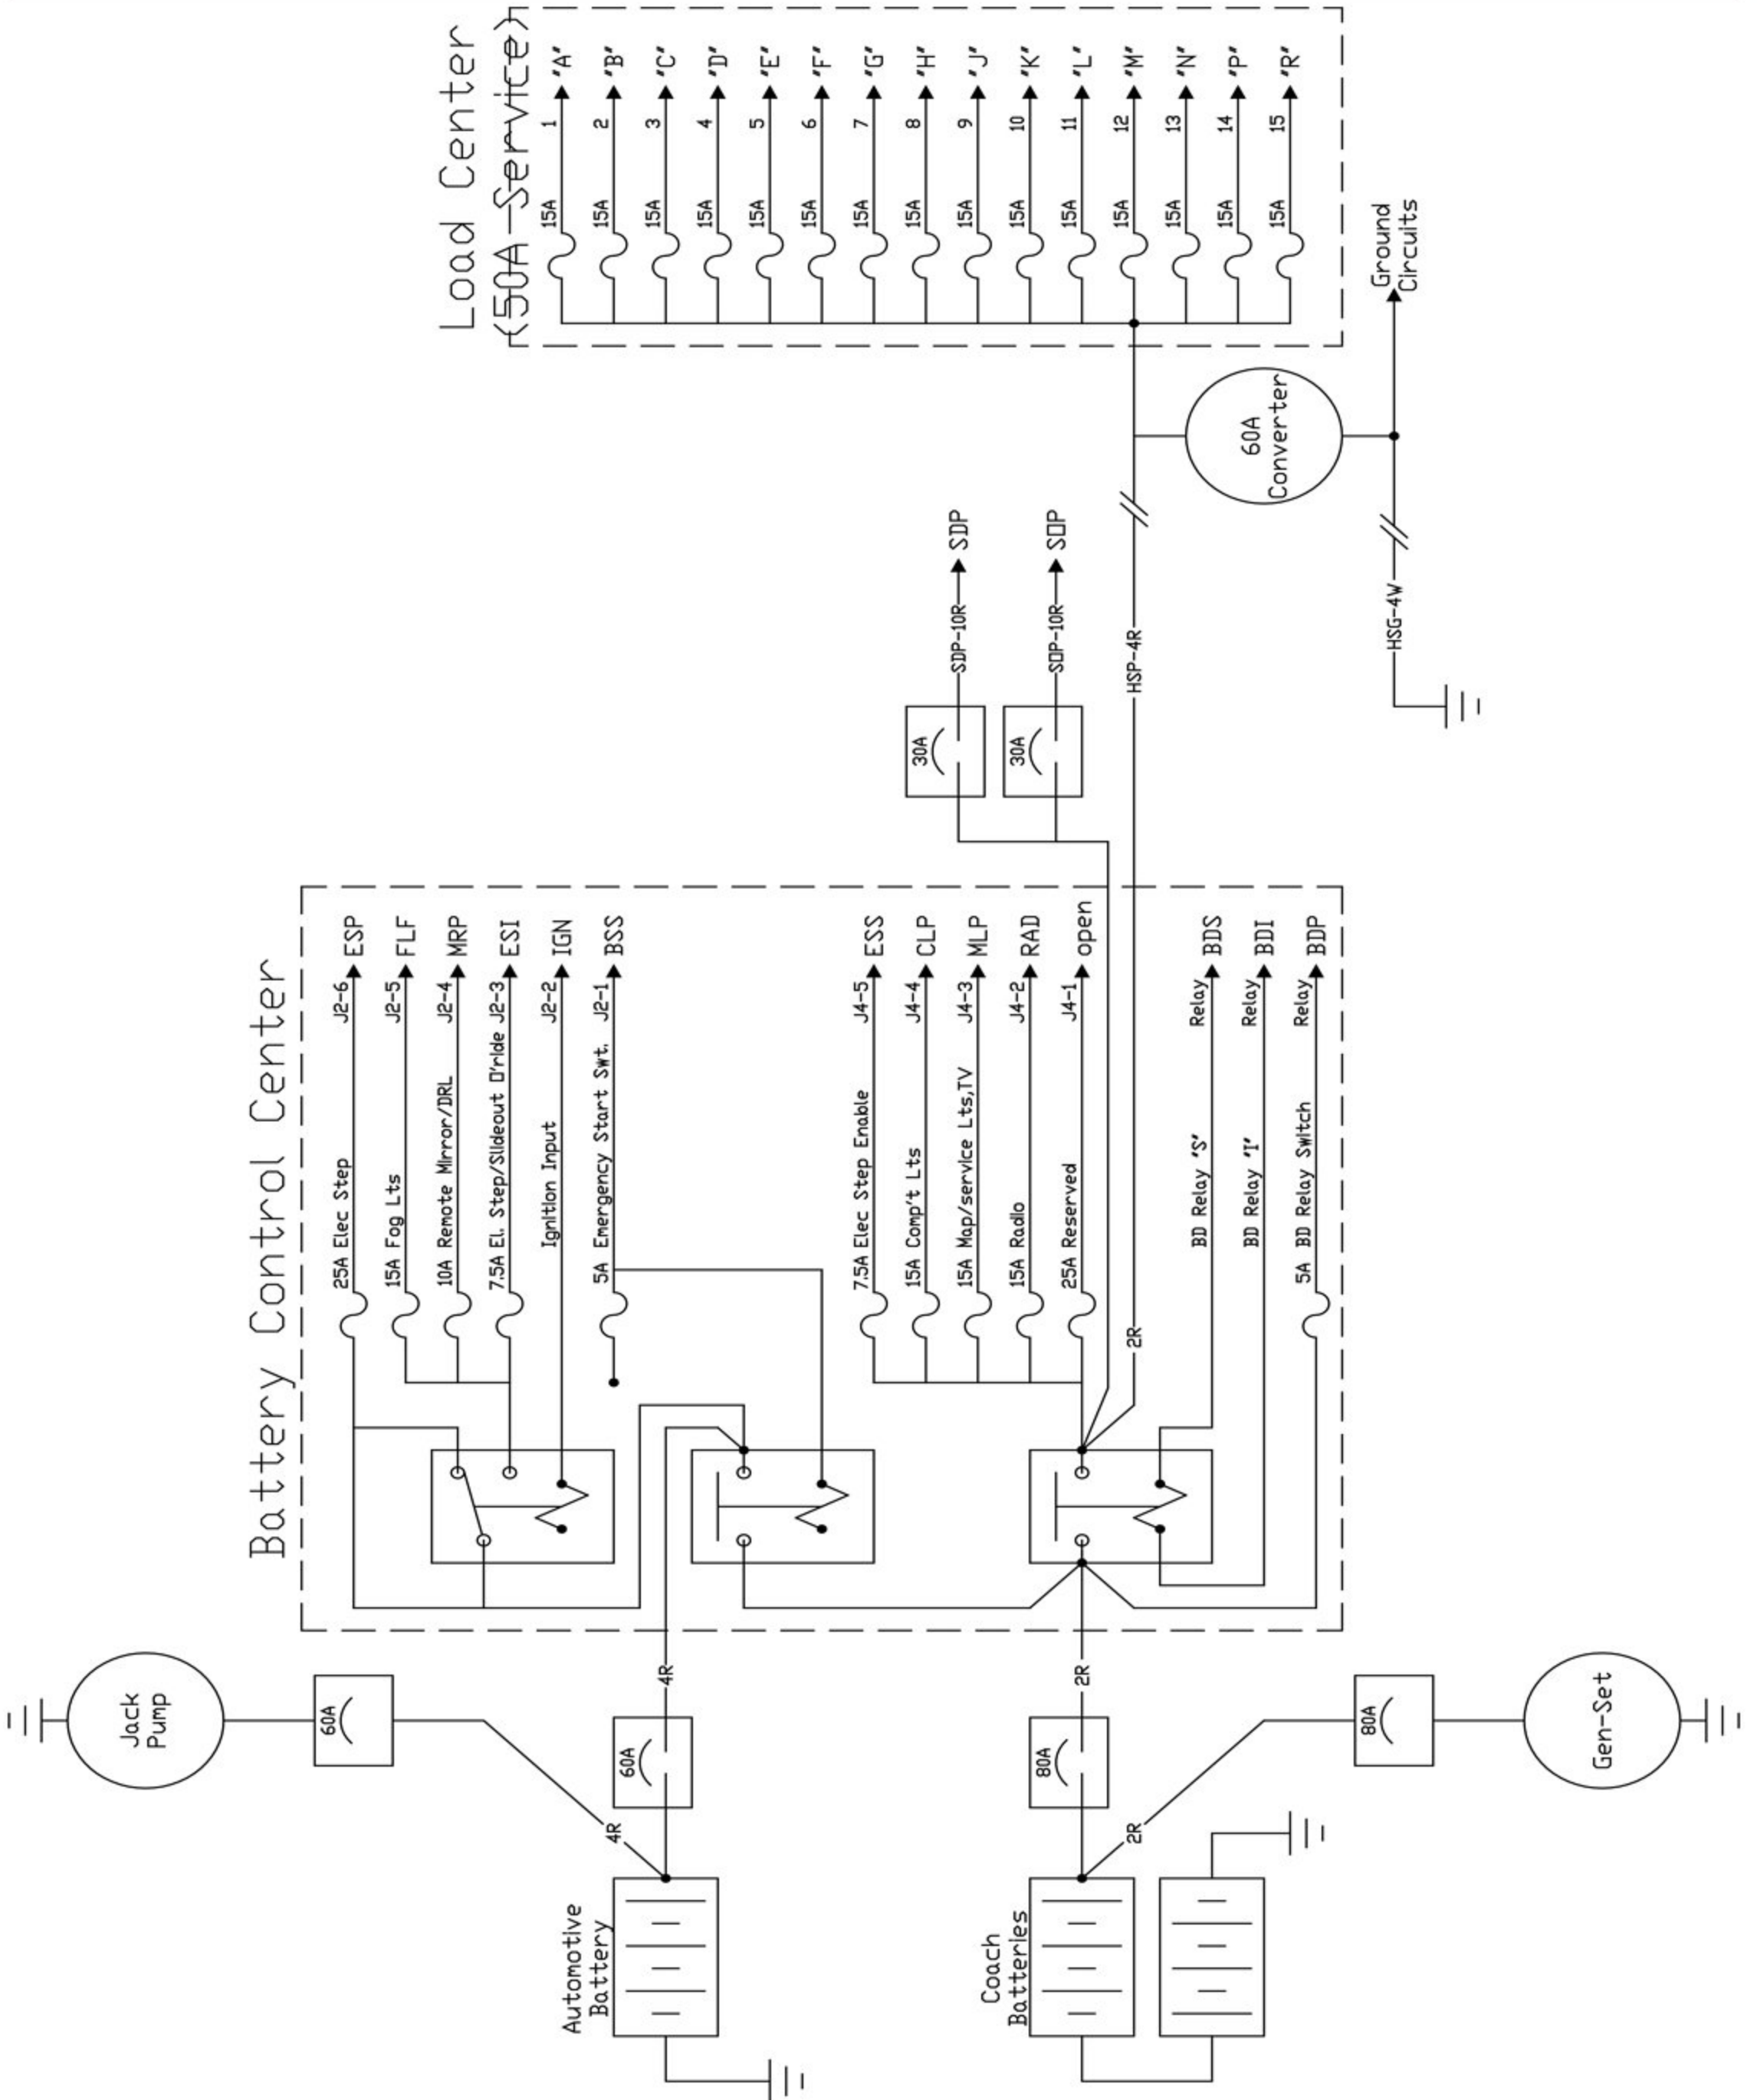 Load Center
(50A Service)
15A 1 "A"
15A 2 "B"
15A 3 "C"
15A 4 "D"
15A 5 "E"
15A 6 "F"
15A 7 "G"
15A 8 "H"
15A 9 "J"
15A 10 "K"
15A 11 "L"
15A 12 "M"
15A 13 "N"
15A 14 "P"
15A 15 "R"
Ground
Circuits
60A
Converter
HSG-4W
HSP-4R
30A
SDP-10R
SDP
30A
SOP-10R
SOP
Battery Control Center
25A Elec Step J2-6 ESP
15A Fog Lts J2-5 FLF
10A Remote Mirror/DRL J2-4 MRP
7.5A El. Step/Slideout O'ride J2-3 ESI
Ignition Input J2-2 IGN
5A Emergency Start Swt. J2-1 BSS
7.5A Elec Step Enable J4-5 ESS
15A Comp't Lts J4-4 CLP
15A Map/service Lts,TV J4-3 MLP
15A Radio J4-2 RAD
25A Reserved J4-1 open
2R
BD Relay 'S' Relay BDS
BD Relay 'I' Relay BDI
5A BD Relay Switch Relay BDP
Jack
Pump
60A
4R
60A
4R
Automotive
Battery
80A
2R
2R
80A
Gen-Set
Coach
Batteries